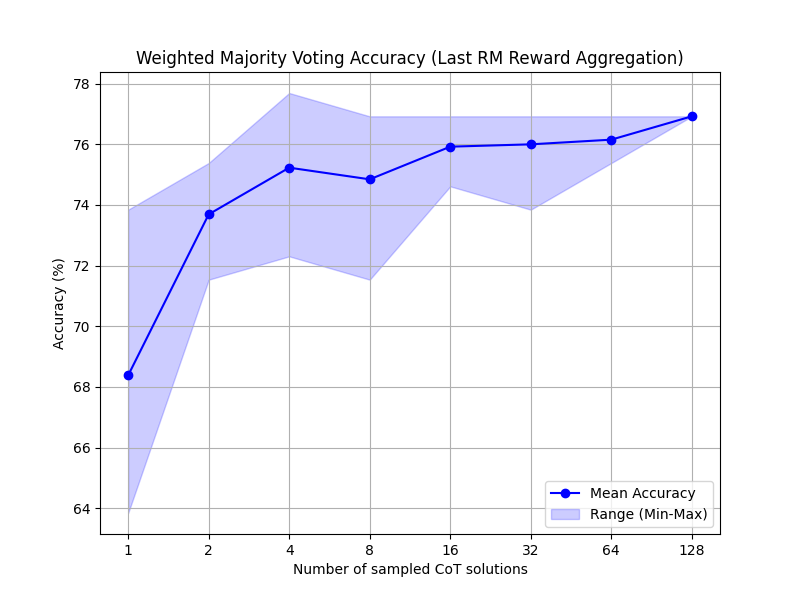 Weighted Majority Voting Accuracy (Last RM Reward Aggregation)
78
76
74
72
70
68
66
64
Accuracy (%)
Mean Accuracy
Range (Min-Max)
1 2 4 8 16 32 64 128
Number of sampled CoT solutions